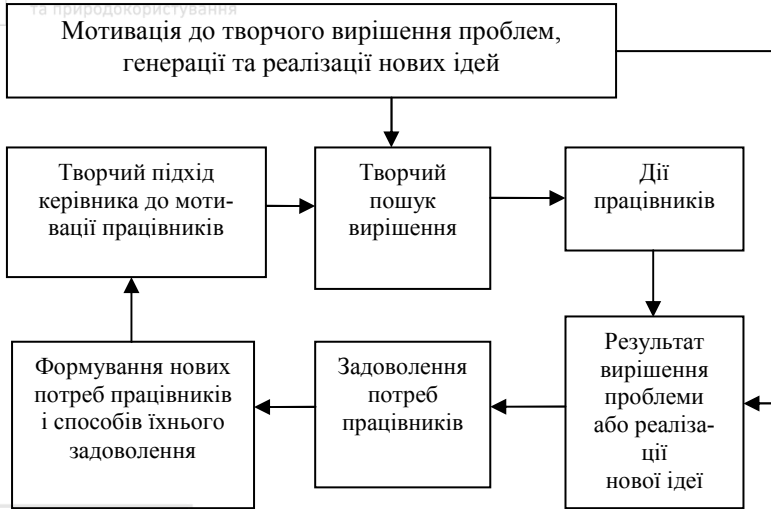 та природокористування
Мотивація до творчого вирішення проблем,
генерації та реалізації нових ідей
Творчий підхід
керівника до моти-
вації працівників
Творчий
пошук
вирішення
Дії
працівників
Формування нових
потреб працівників
і способів їхнього
задоволення
Задоволення
потреб
працівників
Результат
вирішення
проблеми
або реаліза-
ції
нової ідеї